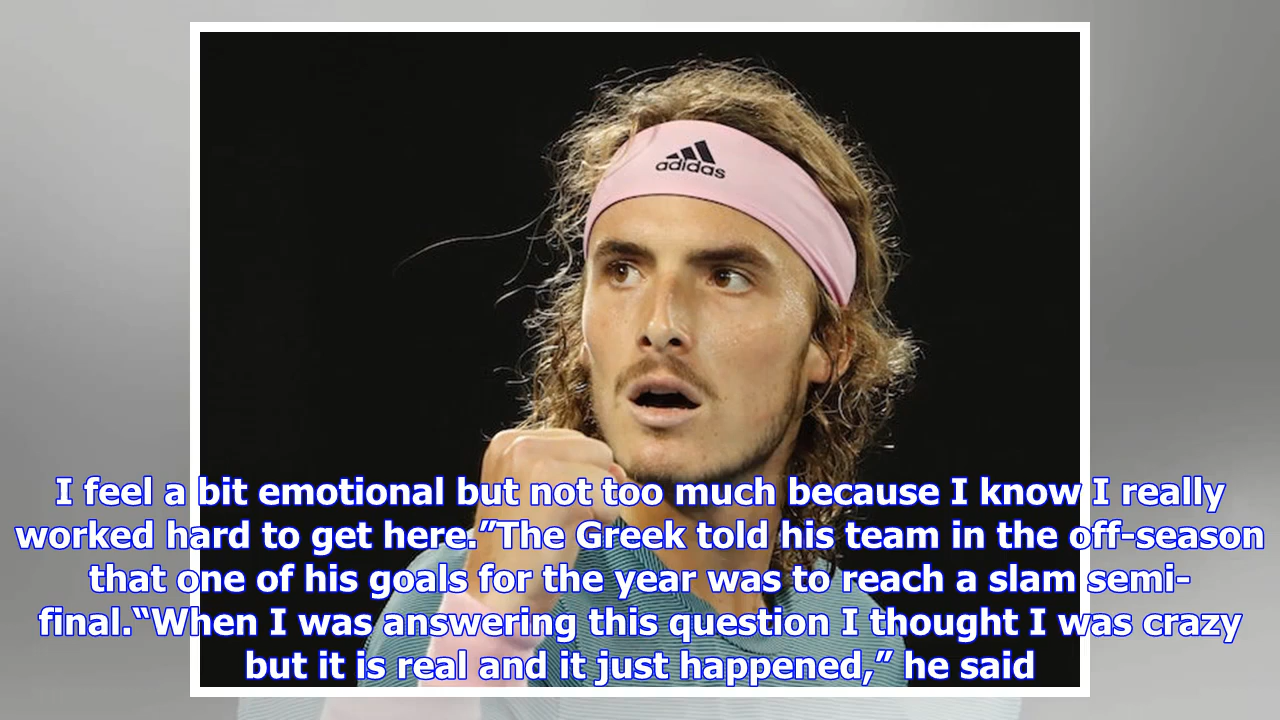 adidas
I feel a bit emotional but not too much because I know I really
worked hard to get here.”The Greek told his team in the off-season
that one of his goals for the year was to reach a slam semi-
final.“When I was answering this question I thought I was crazy
but it is real and it just happened,” he said